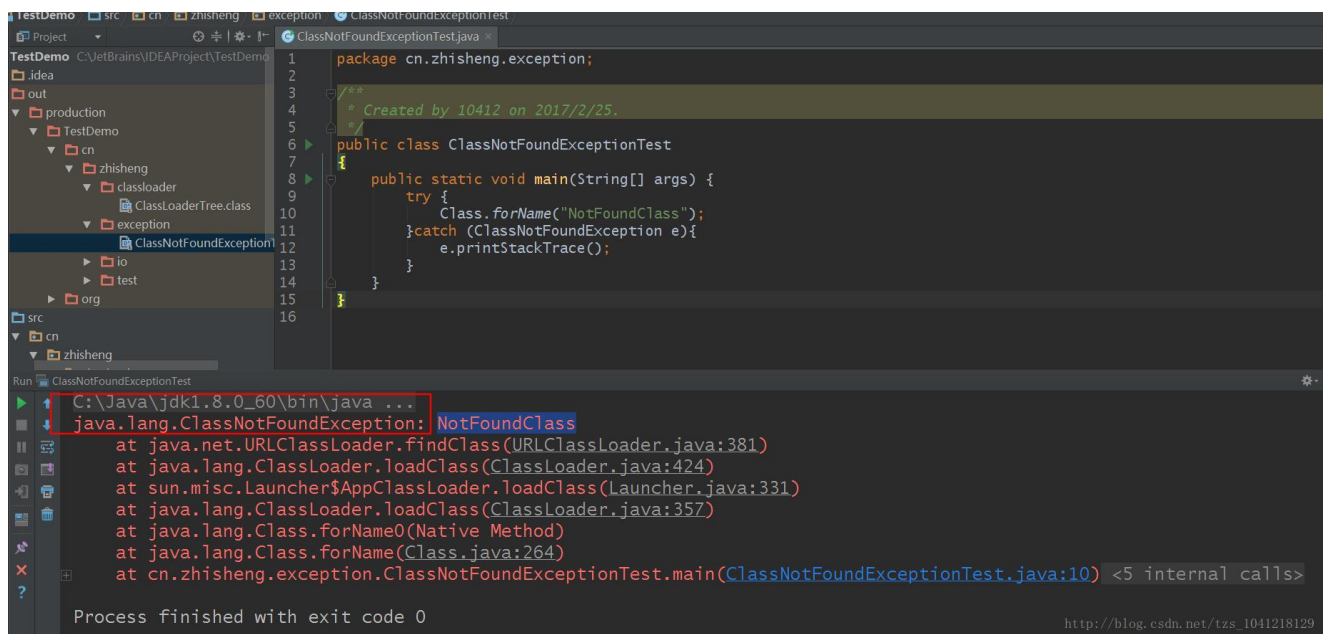 TestDemo src cn zhisheng exception ClassNotFoundExceptionTest
Project
ClassNotFoundExceptionTest.java
TestDemo C:\JetBrains\IDEAProject\TestDemo
.idea
out
production
TestDemo
cn
zhisheng
classloader
ClassLoaderTree.class
exception
ClassNotFoundExceptionT
io
test
org
src
cn
zhisheng
1 package cn.zhisheng.exception;
2
3 /**
4 * Created by 10412 on 2017/2/25.
5 */
6 public class ClassNotFoundExceptionTest
7 {
8 public static void main(String[] args) {
9 try {
10 Class.forName("NotFoundClass");
11 }catch (ClassNotFoundException e){
12 e.printStackTrace();
13 }
14 }
15 }
16
Run ClassNotFoundExceptionTest
C:\Java\jdk1.8.0_60\bin\java ...
java.lang.ClassNotFoundException: NotFoundClass
at java.net.URLClassLoader.findClass(URLClassLoader.java:381)
at java.lang.ClassLoader.loadClass(ClassLoader.java:424)
at sun.misc.Launcher$AppClassLoader.loadClass(Launcher.java:331)
at java.lang.ClassLoader.loadClass(ClassLoader.java:357)
at java.lang.Class.forName0(Native Method)
at java.lang.Class.forName(Class.java:264)
at cn.zhisheng.exception.ClassNotFoundExceptionTest.main(ClassNotFoundExceptionTest.java:10) <5 internal calls>
Process finished with exit code 0
http://blog.csdn.net/tzs_1041218129